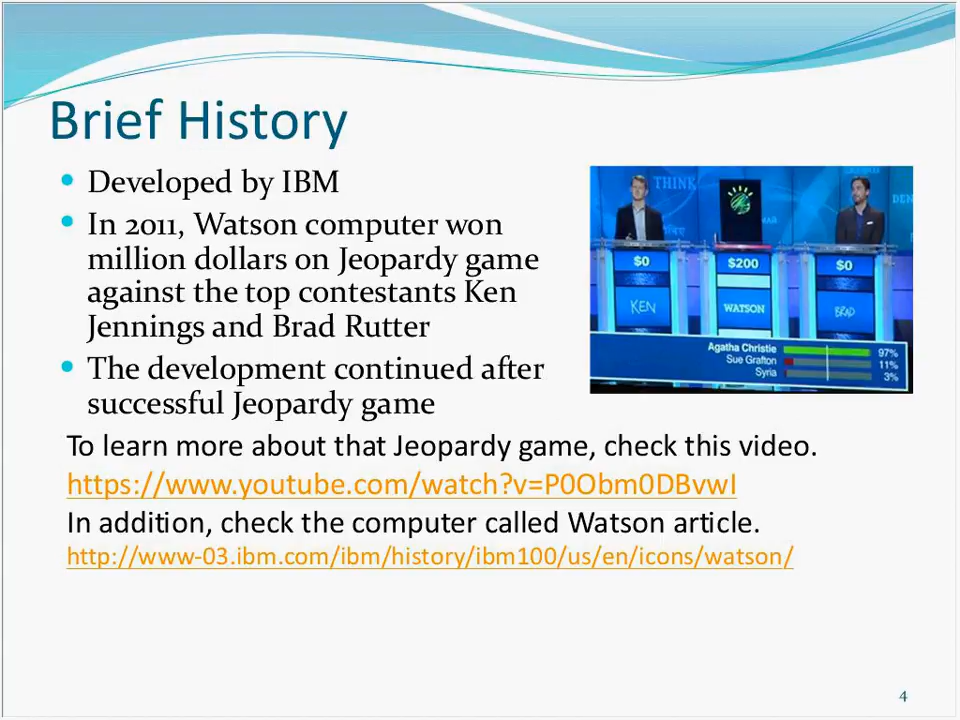 Brief History
Developed by IBM
In 2011, Watson computer won
million dollars on Jeopardy game
against the top contestants Ken
Jennings and Brad Rutter
The development continued after
successful Jeopardy game
THINK
DEN
$0
$200
$0
KEN
WATSON
BRAD
Agatha Christie 97%
Sue Grafton 11%
Syria 3%
To learn more about that Jeopardy game, check this video.
https://www.youtube.com/watch?v=P0Obm0DBvwI
In addition, check the computer called Watson article.
http://www-03.ibm.com/ibm/history/ibm100/us/en/icons/watson/
4